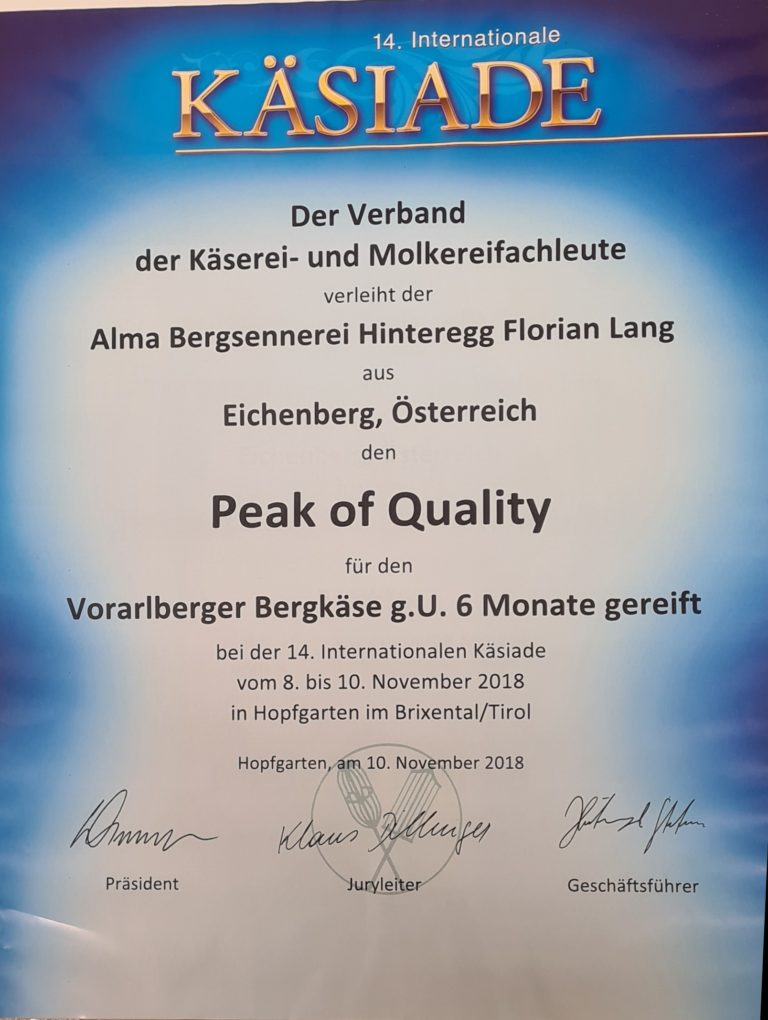 14. Internationale
KÄSIADE
Der Verband
der Käserei- und Molkereifachleute
verleiht der
Alma Bergsennerei Hinteregg Florian Lang
aus
Eichenberg, Österreich
den
Peak of Quality
für den
Vorarlberger Bergkäse g.U. 6 Monate gereift
bei der 14. Internationalen Käsiade
vom 8. bis 10. November 2018
in Hopfgarten im Brixental/Tirol
Hopfgarten, am 10. November 2018
Klaus Dillinger
Präsident Juryleiter Geschäftsführer